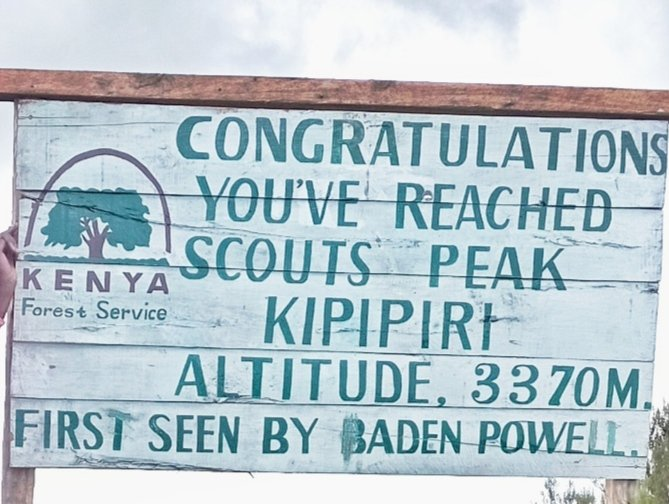 CONGRATULATIONS
YOU'VE REACHED
SCOUTS PEAK
KIPIPIRI
ALTITUDE. 3370M.
FIRST SEEN BY BADEN POWELL.
KENYA
Forest Service